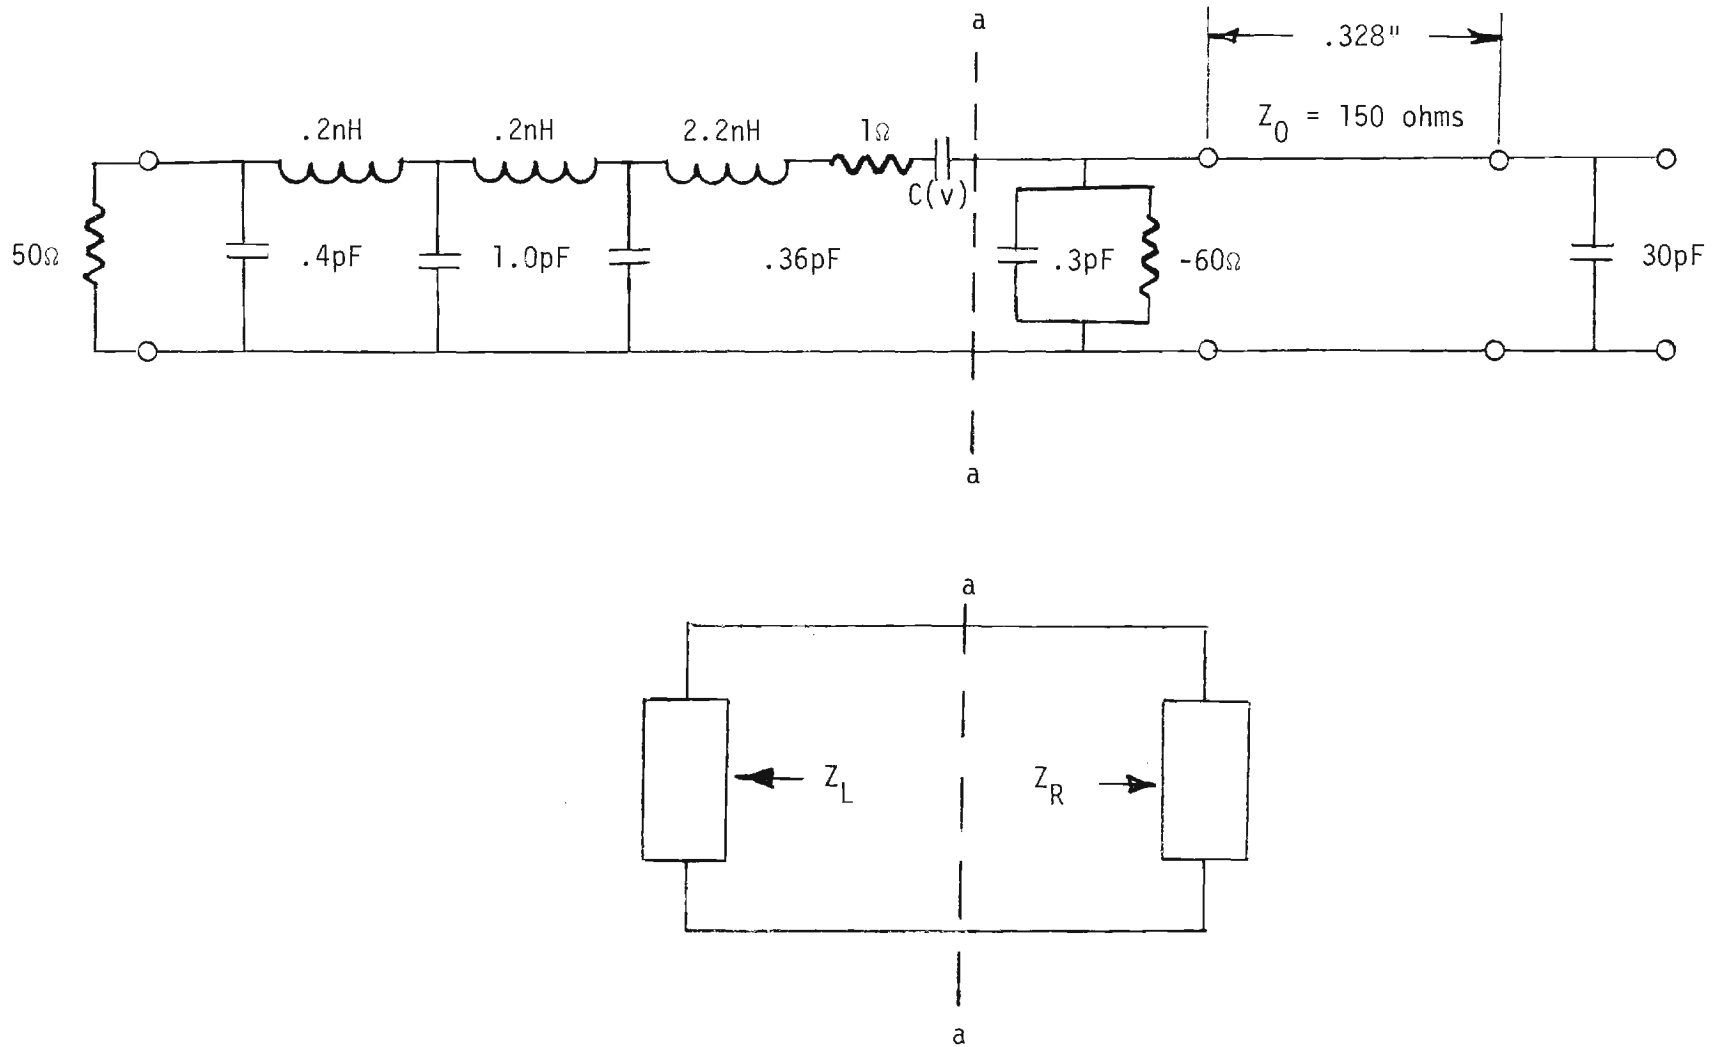 a
.328"
Z0 = 150 ohms
.2nH
.2nH
2.2nH
1Ω
C(v)
50Ω
.4pF
1.0pF
.36pF
.3pF
-60Ω
30pF
a
a
ZL
ZR
a